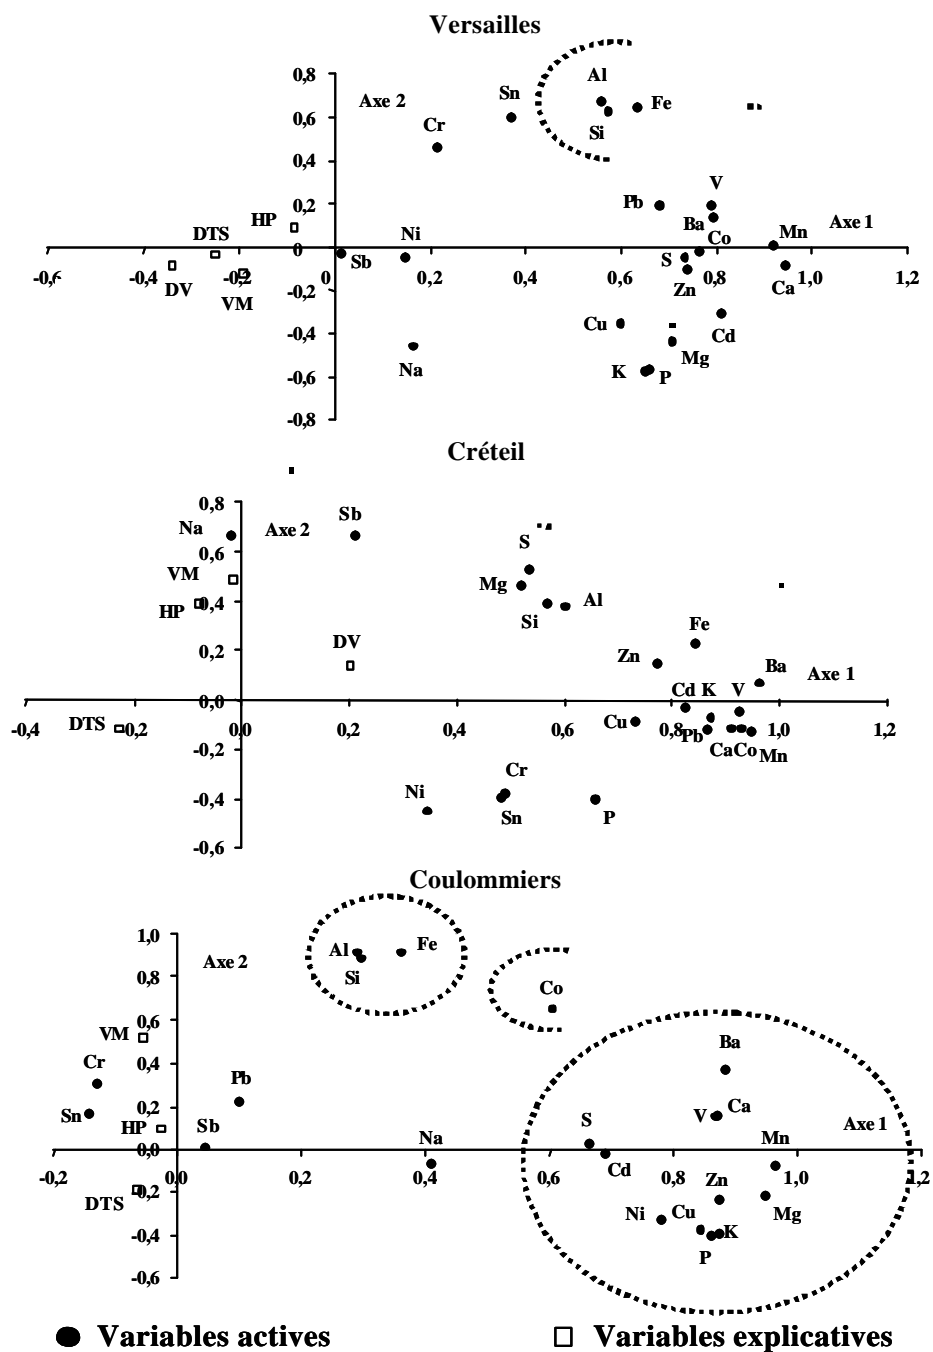 Versailles
0,8
Axe 2
Sn
Al
Fe
0,6
Cr
Si
0,4
V
0,2
HP
Pb
Ba
Axe 1
DTS
Ni
Co
Mn
0
-0,6
-0,4
-0,2
0
Sb
0,2
0,4
0,6
S
0,8
1,0
1,2
DV
VM
-0,2
Zn
Ca
Cu
Cd
-0,4
Na
Mg
K
P
-0,6
-0,8
Créteil
0,8
Na
Axe 2
Sb
0,6
S
VM
Mg
0,4
HP
Si
Al
Fe
0,2
DV
Zn
Ba
Axe 1
0,0
Cd
K
V
-0,4
DTS
-0,2
0,0
0,2
0,4
0,6
Cu
0,8
Pb
1,0
1,2
Ca
Co
Mn
-0,2
Ni
Cr
-0,4
Sn
P
-0,6
Coulommiers
1,0
Axe 2
Al
Fe
0,8
Si
Co
0,6
VM
Ba
0,4
Cr
Pb
0,2
Sn
HP
Sb
Na
S
V
Ca
Axe 1
Mn
0,0
-0,2
0,0
0,2
0,4
0,6
Cd
0,8
1,0
1,2
DTS
-0,2
Zn
Ni
Cu
Mg
-0,4
K
P
-0,6
Variables actives
Variables explicatives